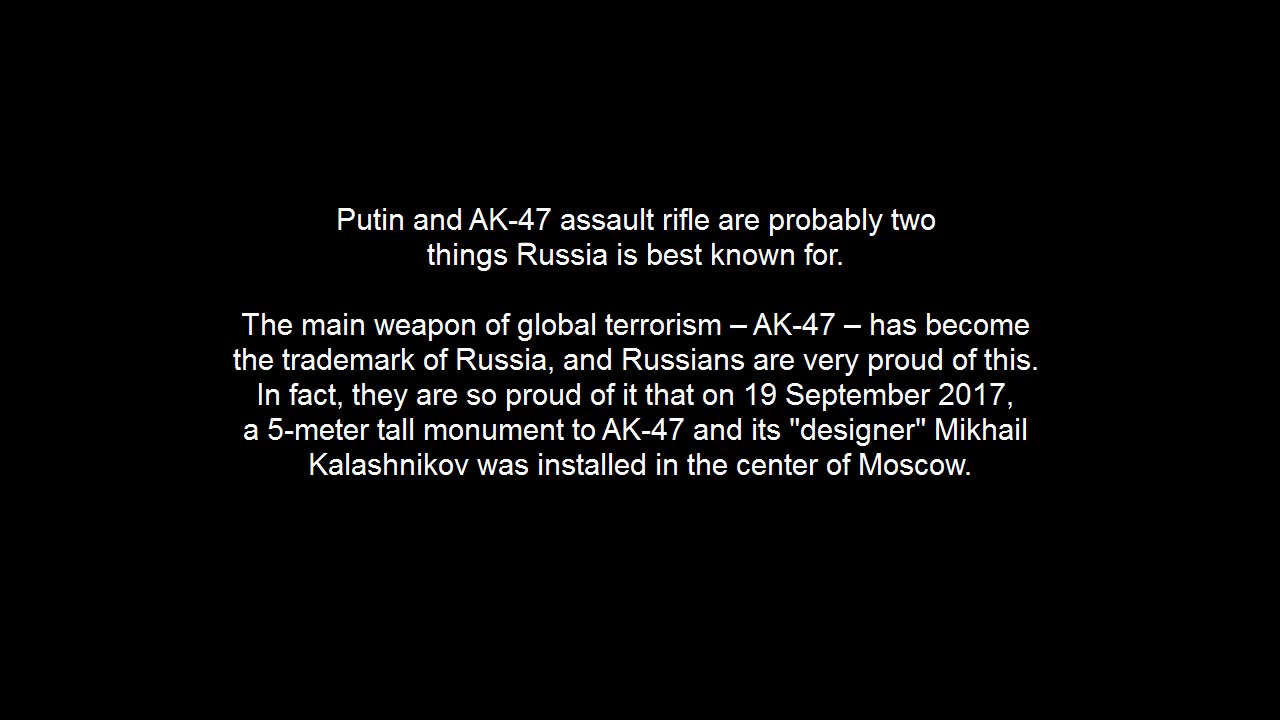 Putin and AK-47 assault rifle are probably two
things Russia is best known for.
The main weapon of global terrorism – AK-47 – has become
the trademark of Russia, and Russians are very proud of this.
In fact, they are so proud of it that on 19 September 2017,
a 5-meter tall monument to AK-47 and its "designer" Mikhail
Kalashnikov was installed in the center of Moscow.